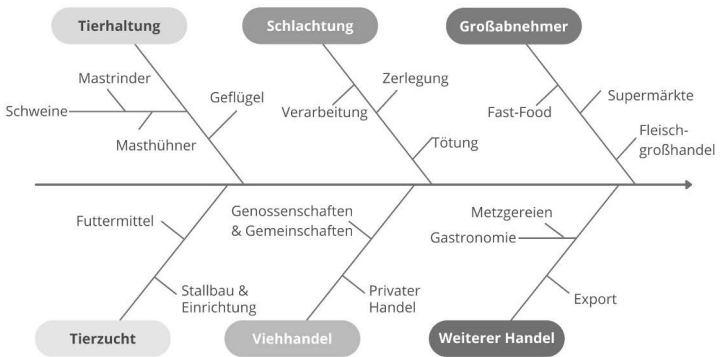 Tierhaltung
Schlachtung
Großabnehmer
Mastrinder
Schweine
Masthühner
Geflügel
Zerlegung
Verarbeitung
Tötung
Supermärkte
Fast-Food
Fleisch-
großhandel
Futtermittel
Stallbau &
Einrichtung
Genossenschaften
& Gemeinschaften
Privater
Handel
Metzgereien
Gastronomie
Export
Tierzucht
Viehhandel
Weiterer Handel